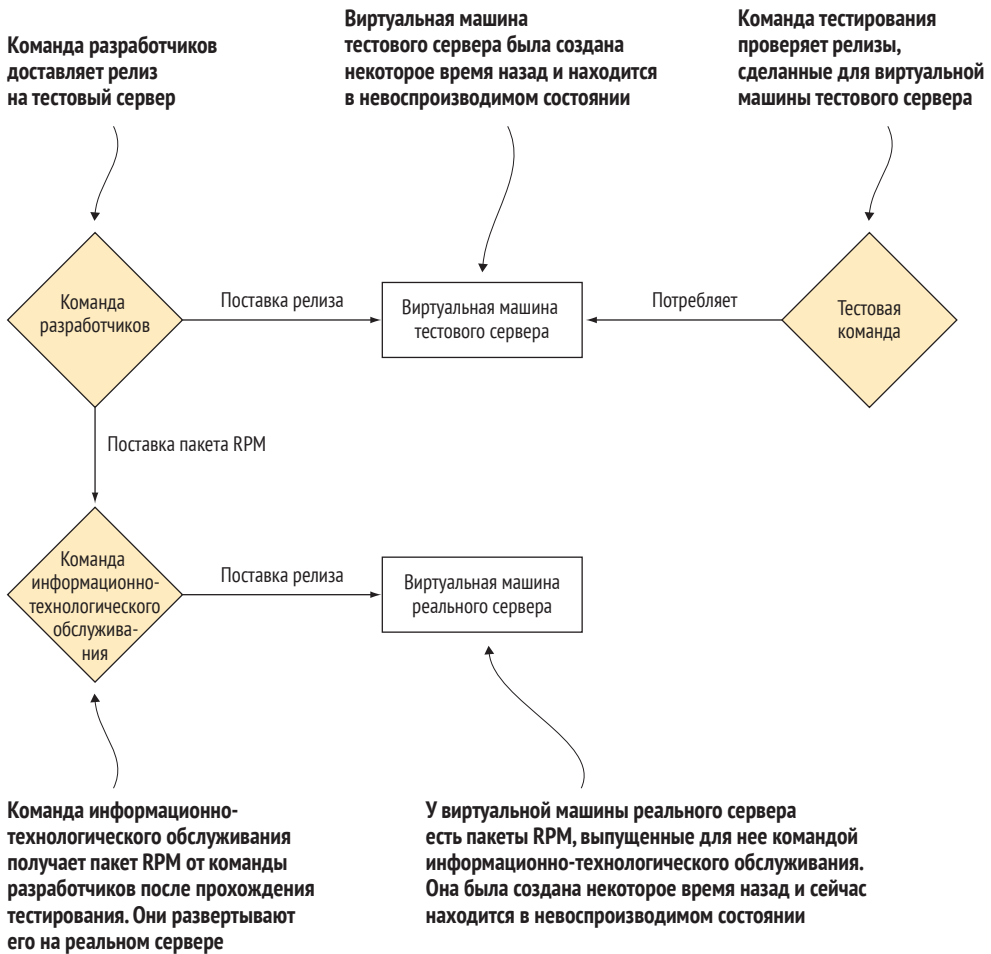 Команда разработчиков
доставляет релиз
на тестовый сервер
Виртуальная машина
тестового сервера была создана
некоторое время назад и находится
в невоспроизводимом состоянии
Команда тестирования
проверяет релизы,
сделанные для виртуальной
машины тестового сервера
Команда
разработчиков
Поставка релиза
Виртуальная машина
тестового сервера
Потребляет
Тестовая
команда
Поставка пакета RPM
Команда
информационно-
технологического
обслужива-
ния
Поставка релиза
Виртуальная машина
реального сервера
Команда информационно-
технологического обслуживания
получает пакет RPM от команды
разработчиков после прохождения
тестирования. Они развертывают
его на реальном сервере
У виртуальной машины реального сервера
есть пакеты RPM, выпущенные для нее командой
информационно-технологического обслуживания.
Она была создана некоторое время назад и сейчас
находится в невоспроизводимом состоянии